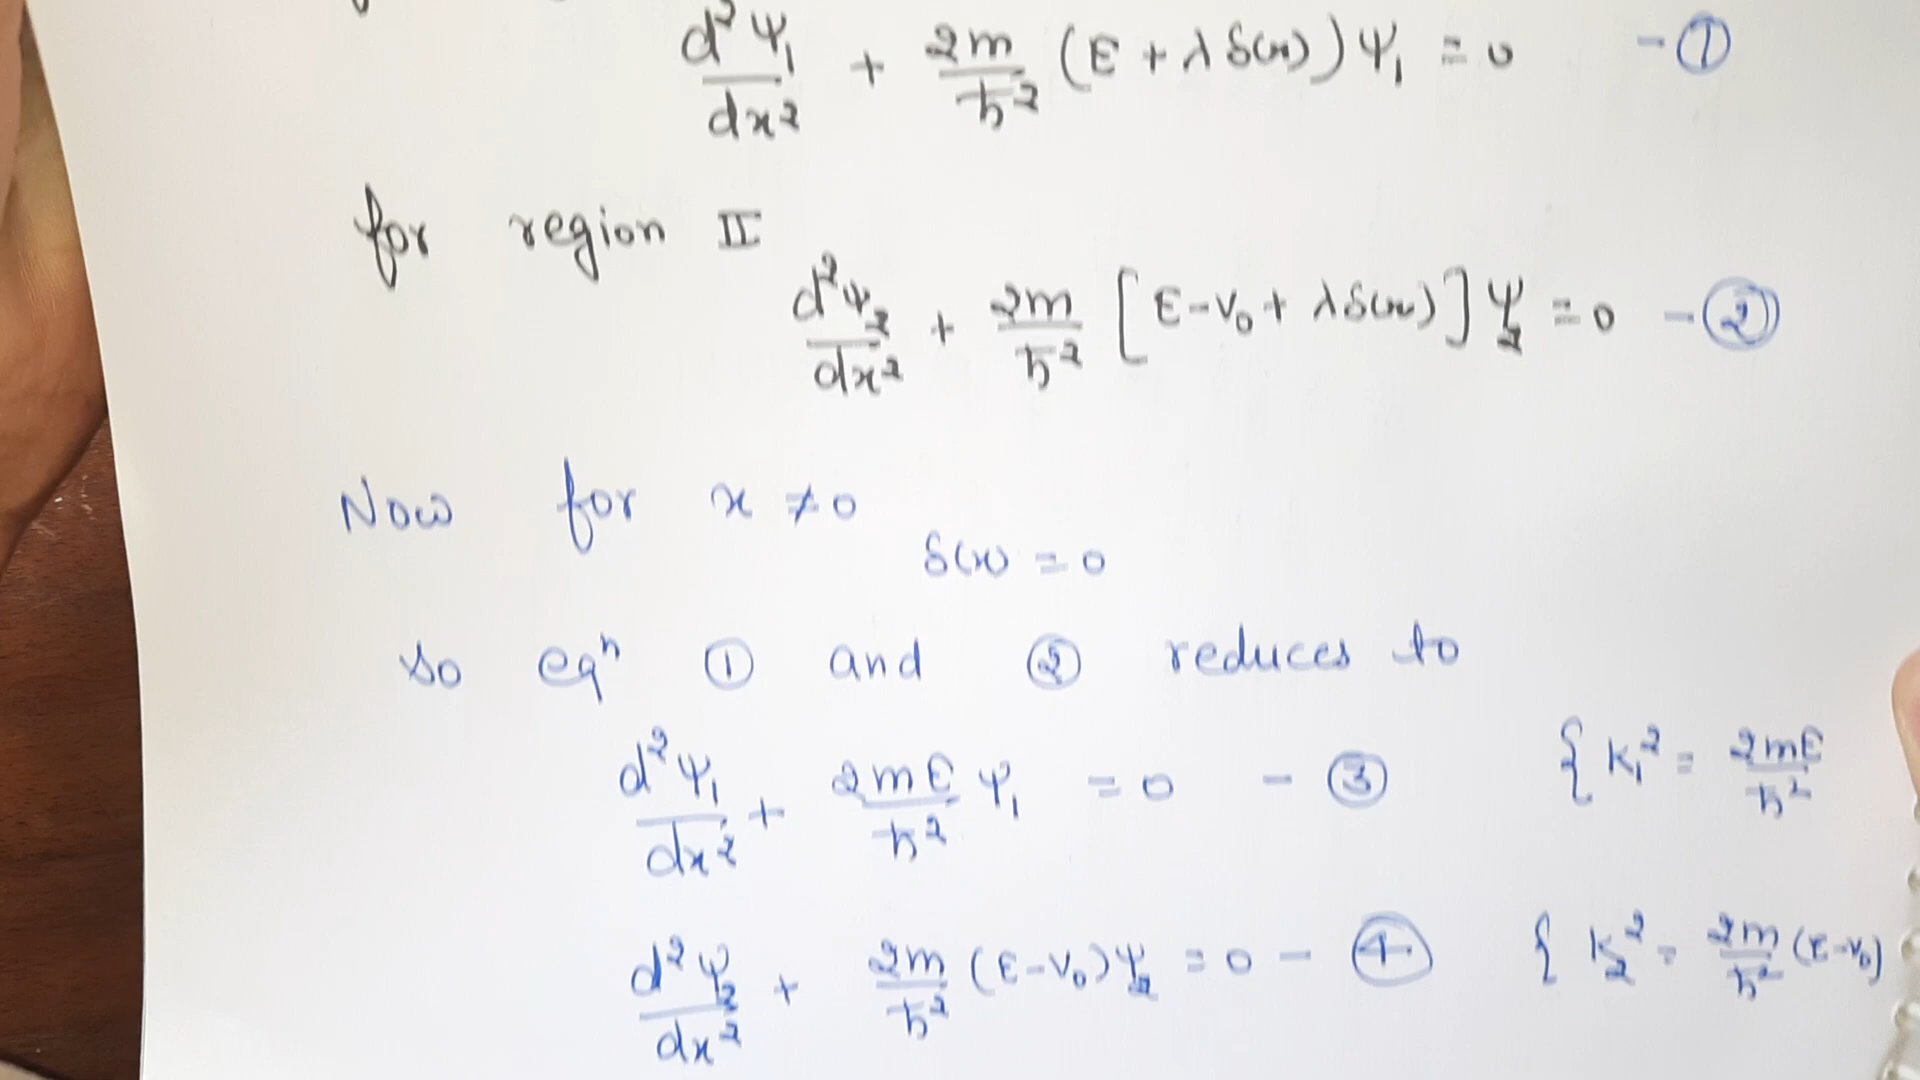 d²Ψ₁/dx² + 2m/ħ² (E + λδ(x))Ψ₁ = 0 - ①
for region II
d²Ψ₂/dx² + 2m/ħ² [E-V₀ + λδ(x)]Ψ₂ = 0 - ②
Now for x ≠ 0
δ(x) = 0
So eqⁿ ① and ② reduces to
d²Ψ₁/dx² + 2mE/ħ² Ψ₁ = 0 - ③ { K₁² = 2mE/ħ²
d²Ψ₂/dx² + 2m/ħ² (E-V₀)Ψ₂ = 0 - ④ { K₂² = 2m/ħ² (E-V₀)